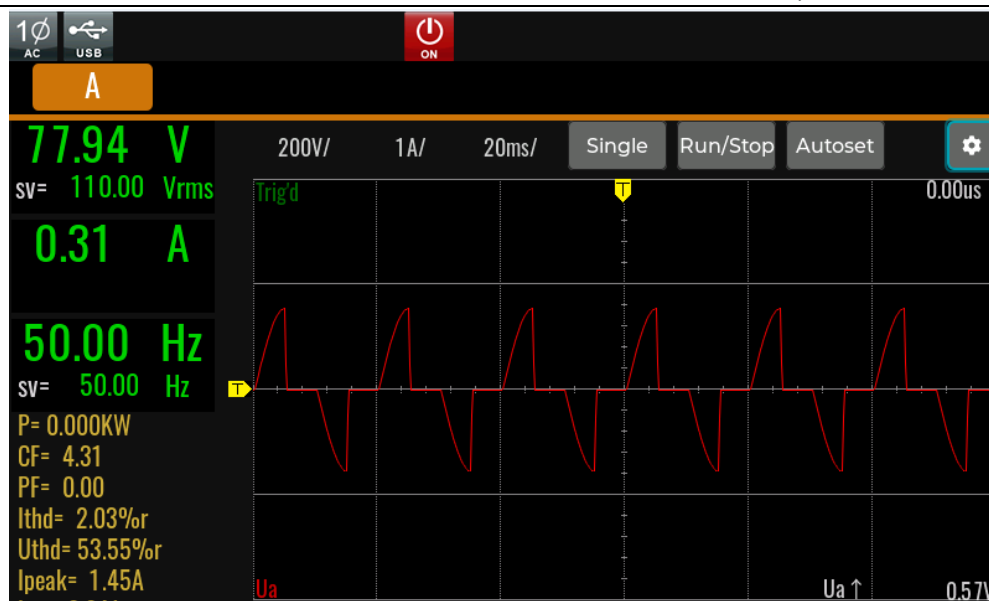 1Ø
AC
USB
ON
A
77.94 V
sv= 110.00 Vrms
0.31 A
50.00 Hz
sv= 50.00 Hz
P= 0.000KW
CF= 4.31
PF= 0.00
Ithd= 2.03%r
Uthd= 53.55%r
Ipeak= 1.45A
200V/ 1A/ 20ms/ Single Run/Stop Autoset
Trig'd T 0.00us
T
Ua Ua↑ 0.57V